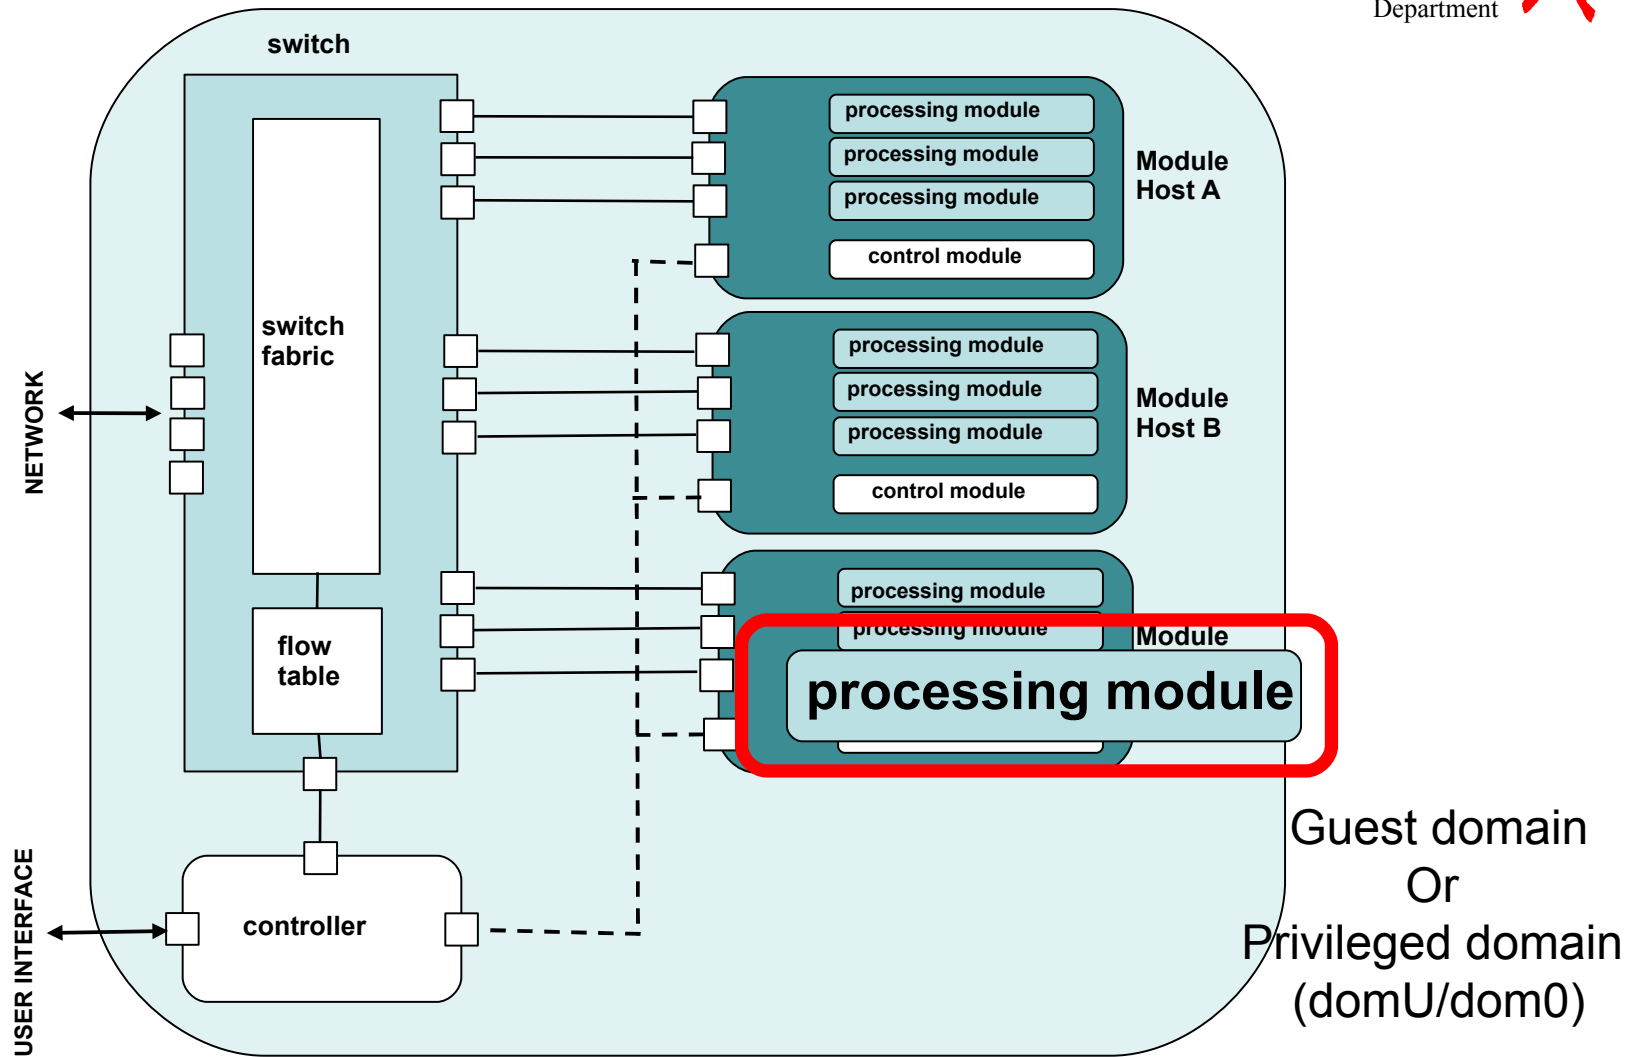 Department
switch
processing module
processing module
processing module
control module
Module
Host A
switch
fabric
processing module
processing module
processing module
control module
Module
Host B
NETWORK
processing module
processing module
Module
processing module
flow
table
controller
USER INTERFACE
Guest domain
Or
Privileged domain
(domU/dom0)